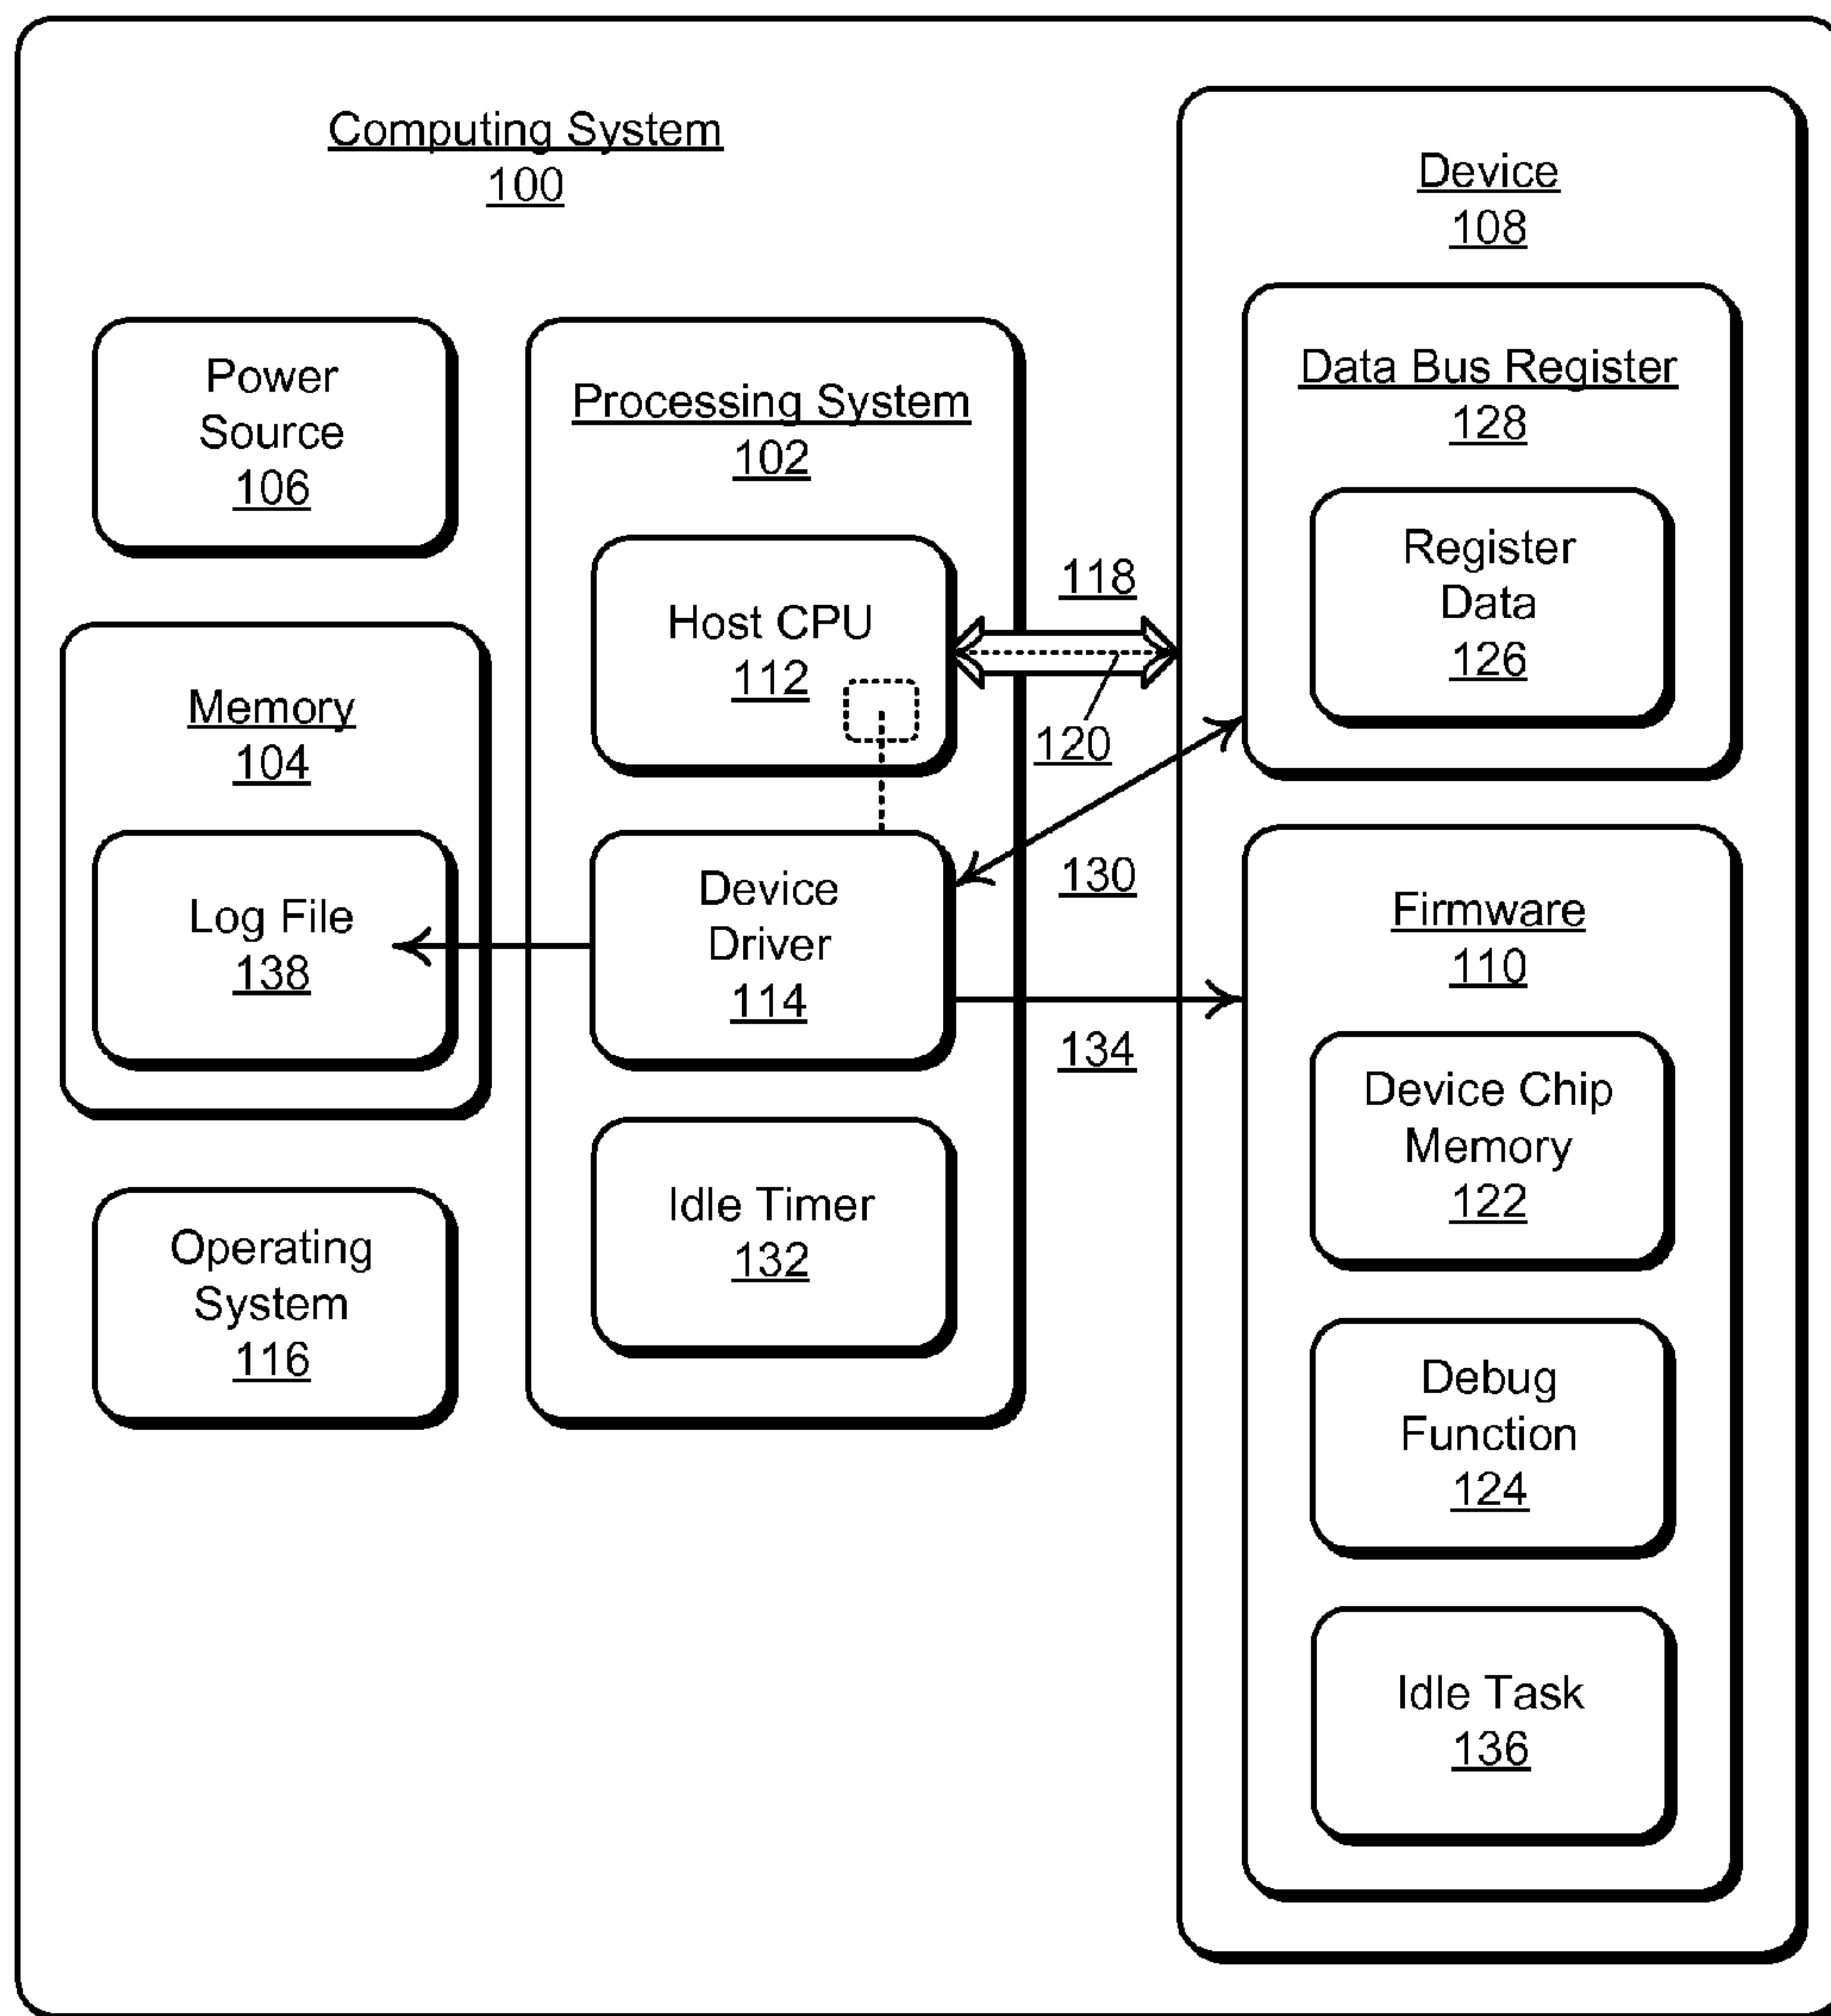 Computing System
100
Power
Source
106
Memory
104
Log File
138
Operating
System
116
Processing System
102
Host CPU
112
Device
Driver
114
Idle Timer
132
118
120
130
134
Device
108
Data Bus Register
128
Register
Data
126
Firmware
110
Device Chip
Memory
122
Debug
Function
124
Idle Task
136